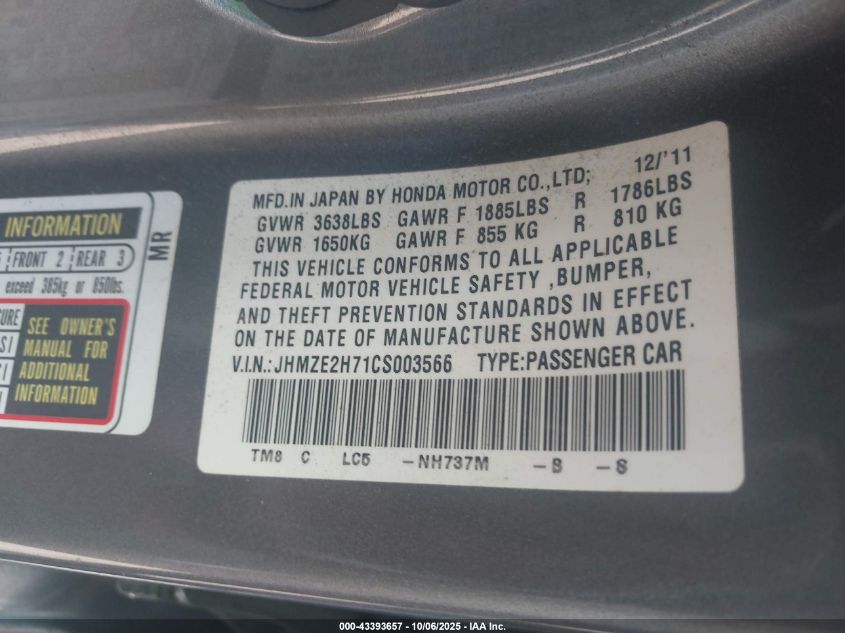 INFORMATION
FRONT 2 REAR 3
exceed 385kg or 850lbs.
SEE OWNER'S
MANUAL FOR
ADDITIONAL
INFORMATION
MR
MFD.IN JAPAN BY HONDA MOTOR CO.,LTD; 12/'11
GVWR 3638LBS GAWR F 1885LBS R 1786LBS
GVWR 1650KG GAWR F 855 KG R 810 KG
THIS VEHICLE CONFORMS TO ALL APPLICABLE
FEDERAL MOTOR VEHICLE SAFETY ,BUMPER,
AND THEFT PREVENTION STANDARDS IN EFFECT
ON THE DATE OF MANUFACTURE SHOWN ABOVE.
V.I.N.:JHMZE2H71CS003566 TYPE:PASSENGER CAR
TM8 C LC5 -NH737M -B -S
000-43393657 - 10/06/2025 - IAA Inc.